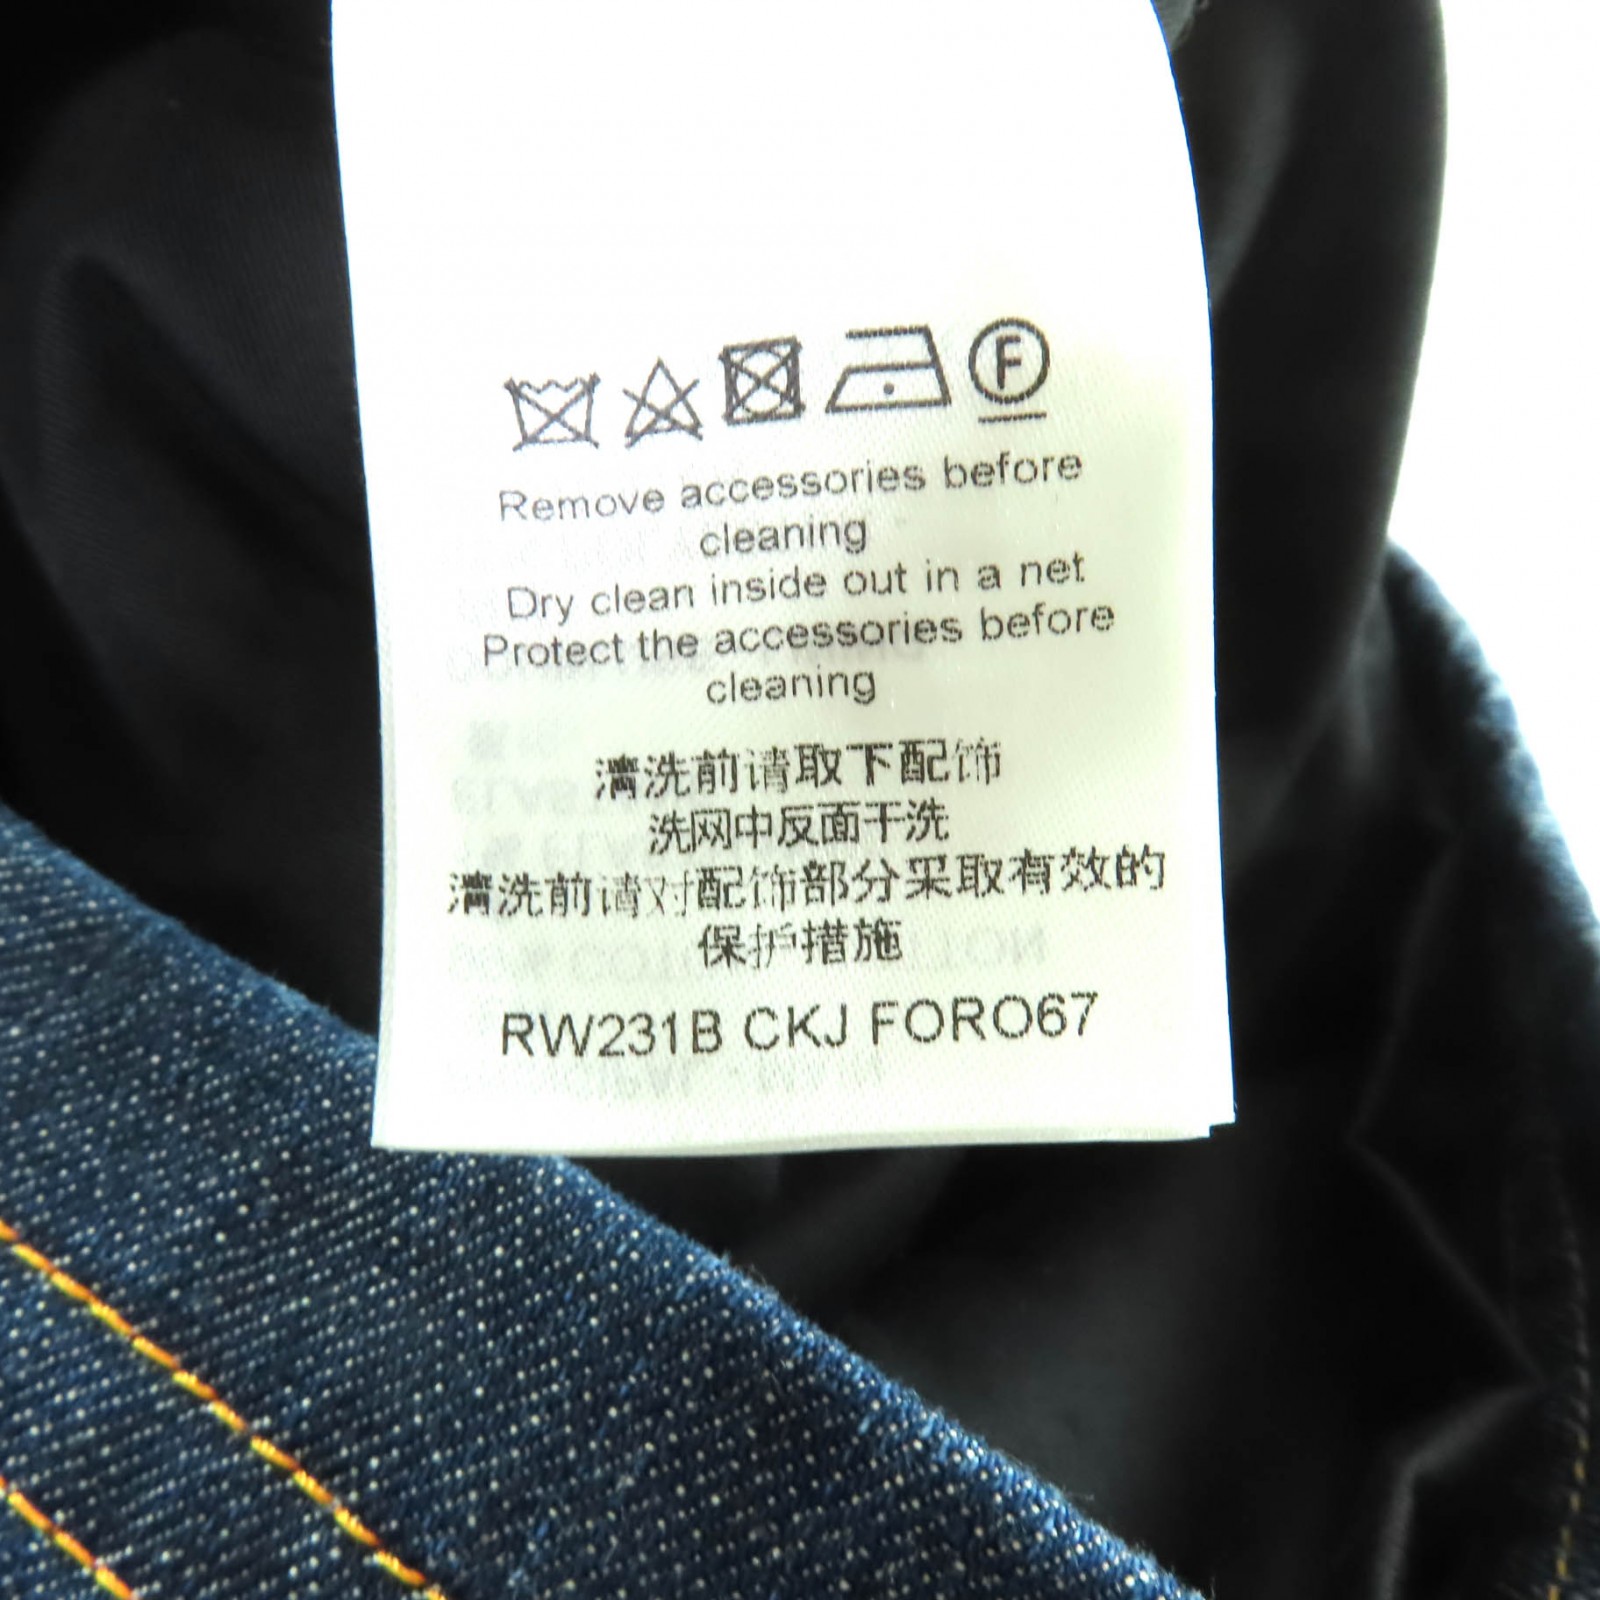 F
Remove accessories before
cleaning
Dry clean inside out in a net
Protect the accessories before
cleaning
清洗前请取下配饰
洗网中反面干洗
清洗前请对配饰部分采取有效的
保护措施
RW231B CKJ FORO67